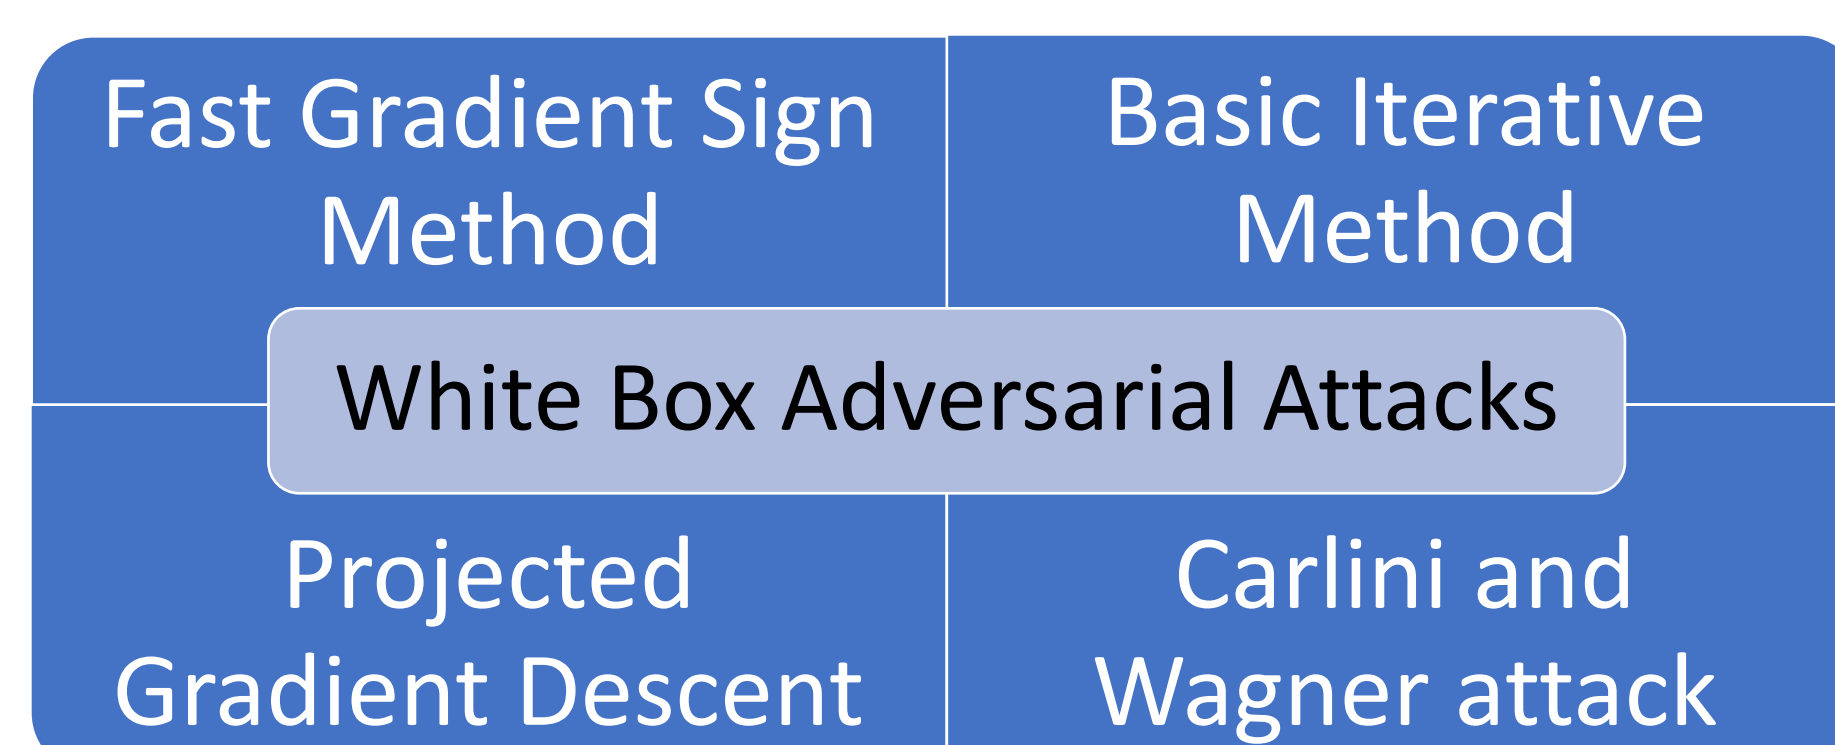 Fast Gradient Sign
Method
Basic Iterative
Method
White Box Adversarial Attacks
Projected
Gradient Descent
Carlini and
Wagner attack